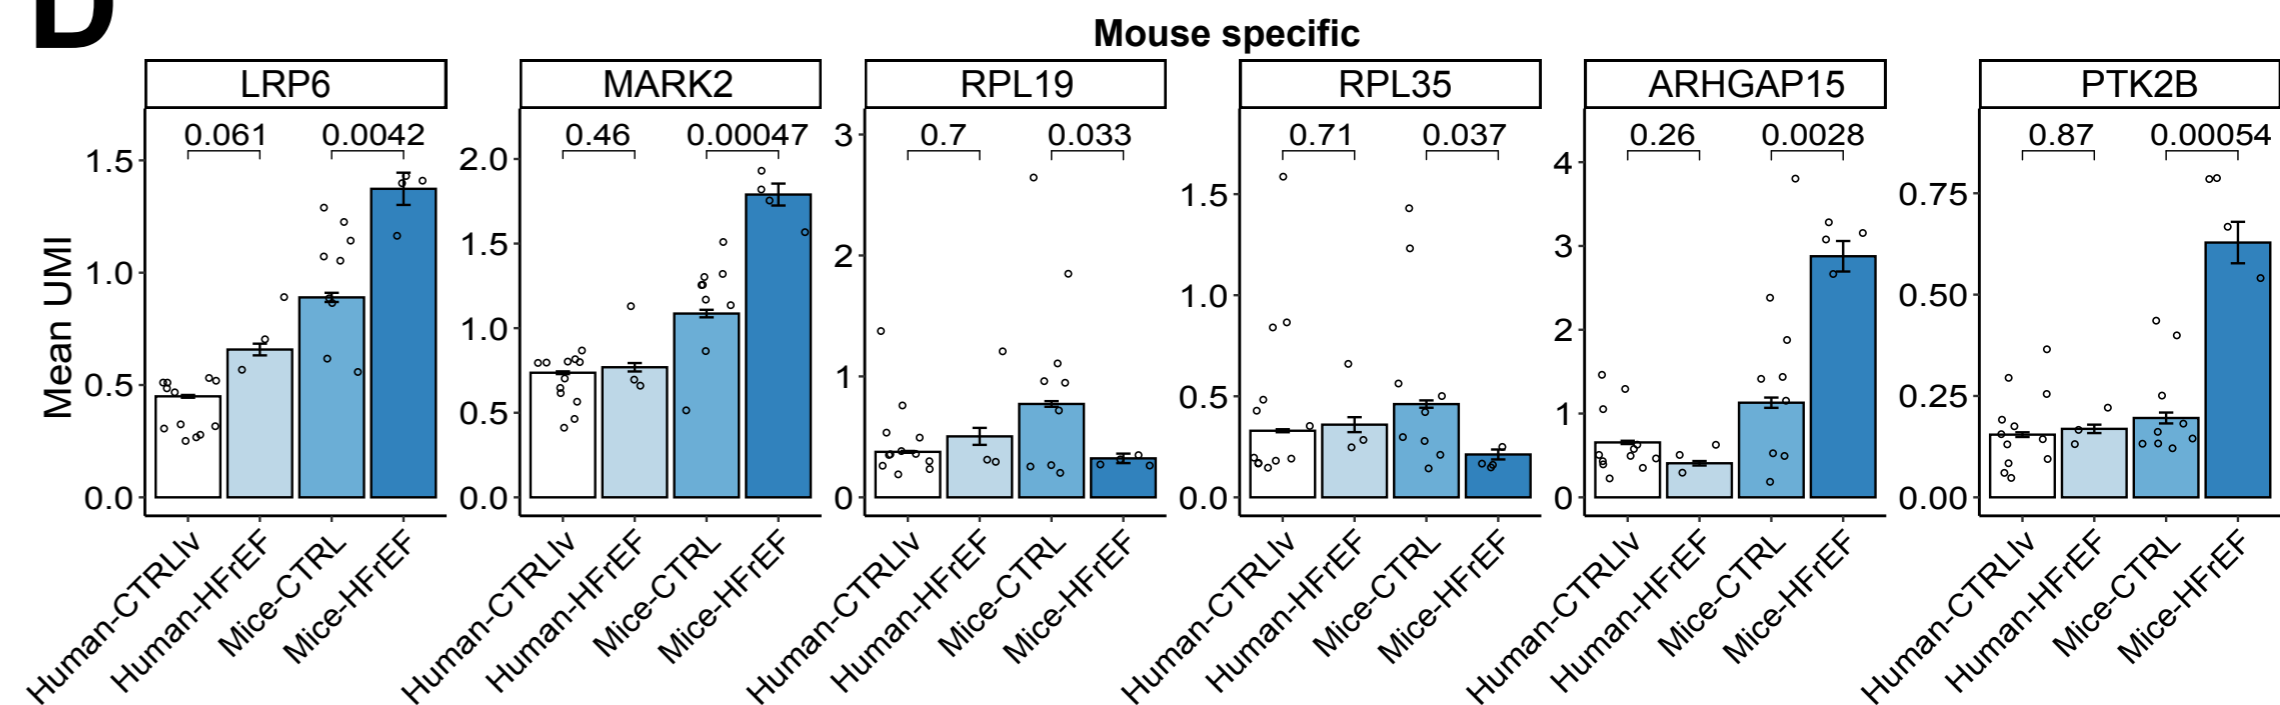 D
Mouse specific
LRP6 MARK2 RPL19 RPL35 ARHGAP15 PTK2B
0.061 0.0042 0.46 0.00047 0.7 0.033 0.71 0.037 0.26 0.0028 0.87 0.00054
Mean UMI
1.5
1.0
0.5
0.0
2.0
1.5
1.0
0.5
0.0
3
2
1
0
1.5
1.0
0.5
0.0
4
3
2
1
0
0.75
0.50
0.25
0.00
Human-CTRLlv
Human-HFrEF
Mice-CTRL
Mice-HFrEF
Human-CTRLlv
Human-HFrEF
Mice-CTRL
Mice-HFrEF
Human-CTRLlv
Human-HFrEF
Mice-CTRL
Mice-HFrEF
Human-CTRLlv
Human-HFrEF
Mice-CTRL
Mice-HFrEF
Human-CTRLlv
Human-HFrEF
Mice-CTRL
Mice-HFrEF
Human-CTRLlv
Human-HFrEF
Mice-CTRL
Mice-HFrEF